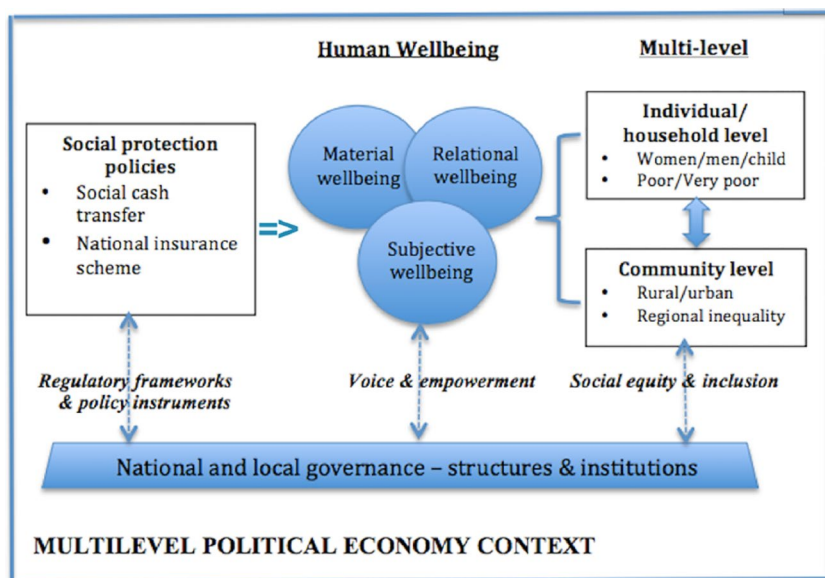 Human Wellbeing
Multi-level
Social protection
policies
• Social cash
transfer
• National insurance
scheme
=>
Material
wellbeing
Relational
wellbeing
Subjective
wellbeing
Individual/
household level
• Women/men/child
• Poor/Very poor
Community level
• Rural/urban
• Regional inequality
Regulatory frameworks
& policy instruments
Voice & empowerment
Social equity & inclusion
National and local governance – structures & institutions
MULTILEVEL POLITICAL ECONOMY CONTEXT